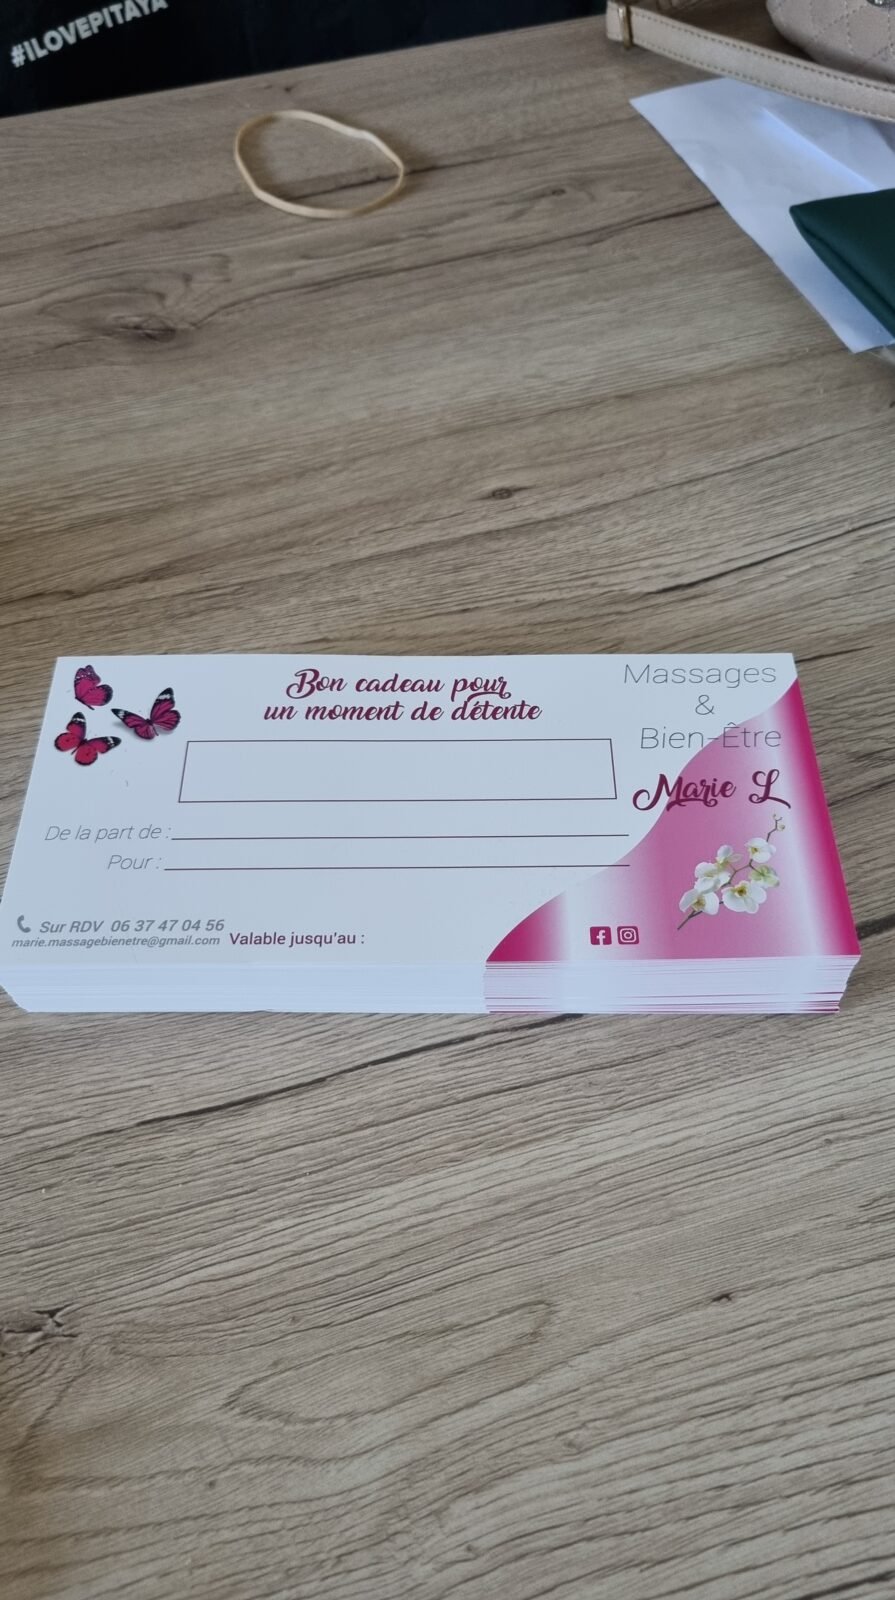 #ILOVEPITAYA
Bon cadeau pour
un moment de détente
Massages
&
Bien-Être
Marie L
De la part de :
Pour :
Sur RDV 06 37 47 04 56
marie.massagebienetre@gmail.com
Valable jusqu'au :